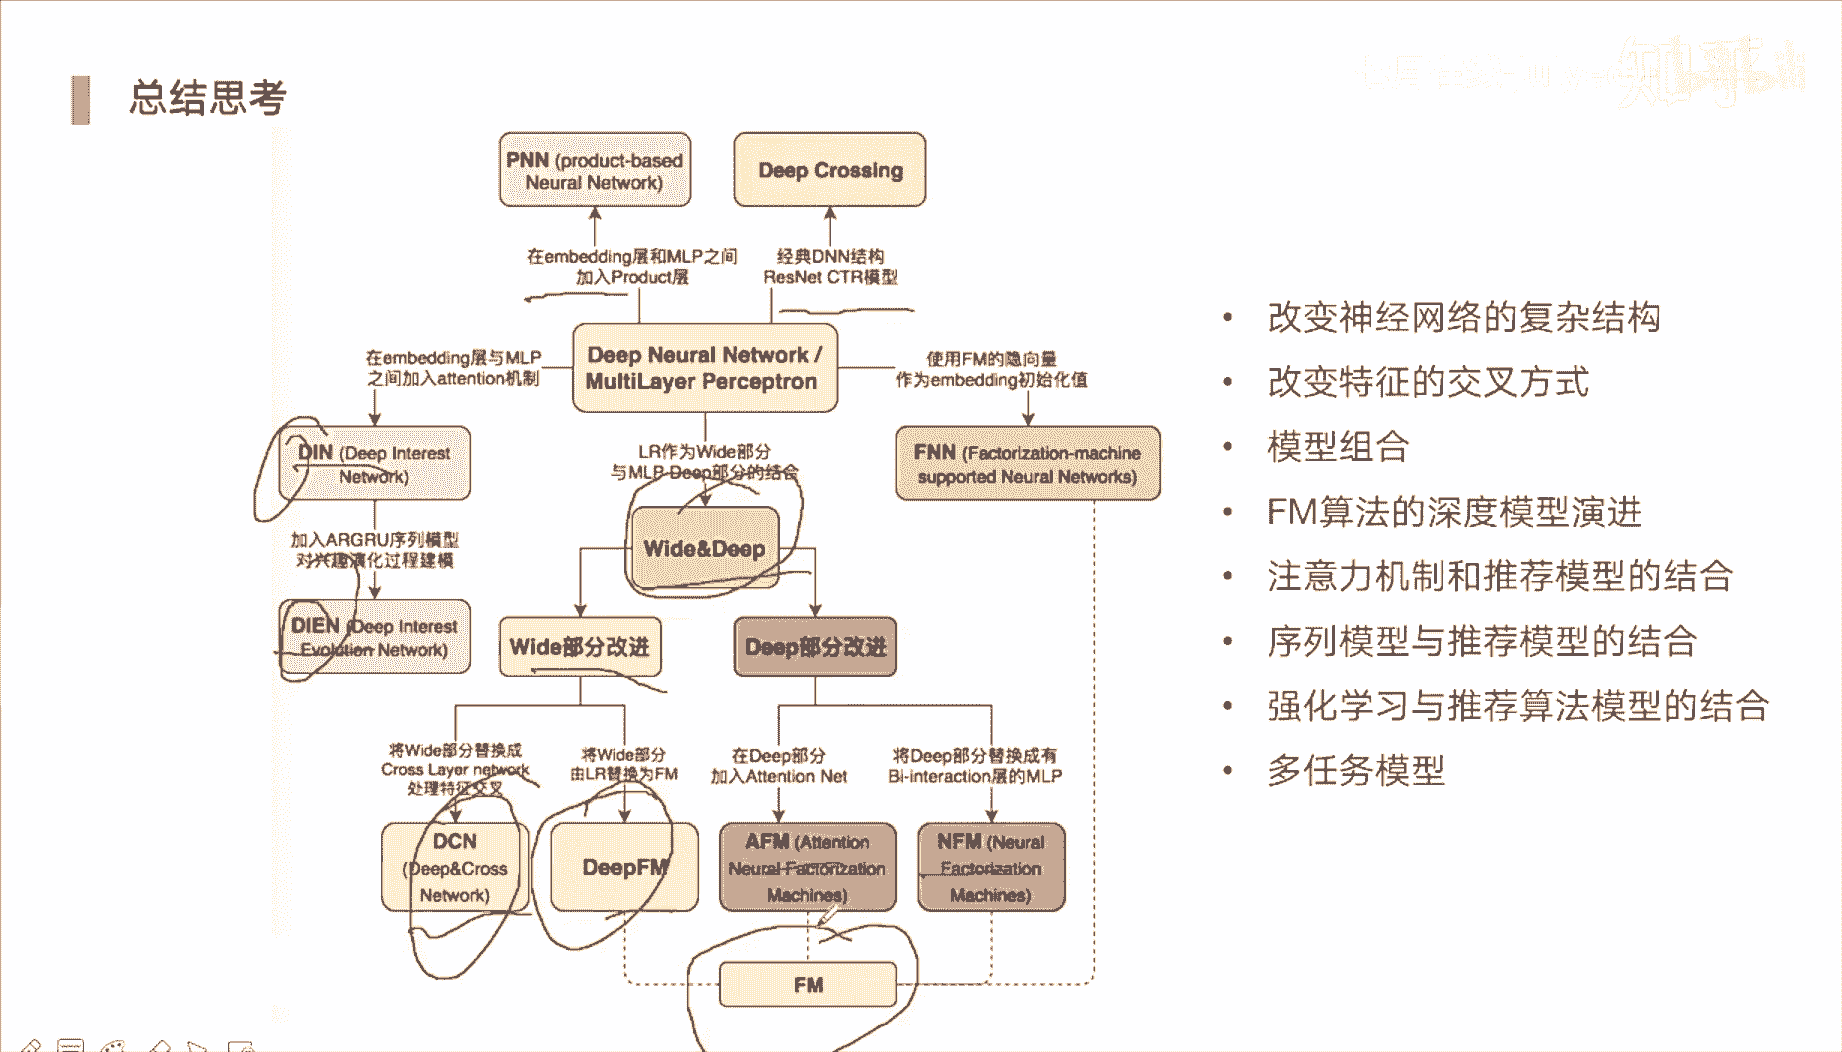 总结思考
PNN (product-based
Neural Network)
Deep Crossing
在embedding层和MLP之间
加入Product层
经典DNN结构
ResNet CTR模型
Deep Neural Network /
MultiLayer Perceptron
在embedding层与MLP
之间加入attention机制
使用FM的隐向量
作为embedding初始化值
DIN (Deep Interest
Network)
LR作为Wide部分
与MLP Deep部分的结合
FNN (Factorization-machine
supported Neural Networks)
加入ARGRU序列模型
对兴趣演化过程建模
Wide&Deep
DIEN (Deep Interest
Evolution Network)
Wide部分改进
Deep部分改进
将Wide部分替换成
Cross Layer network
处理特征交叉
将Wide部分
由LR替换为FM
在Deep部分
加入Attention Net
将Deep部分替换成有
Bi-interaction层的MLP
DCN
(Deep&Cross
Network)
DeepFM
AFM (Attention
Neural Factorization
Machines)
NFM (Neural
Factorization
Machines)
FM
• 改变神经网络的复杂结构
• 改变特征的交叉方式
• 模型组合
• FM算法的深度模型演进
• 注意力机制和推荐模型的结合
• 序列模型与推荐模型的结合
• 强化学习与推荐算法模型的结合
• 多任务模型